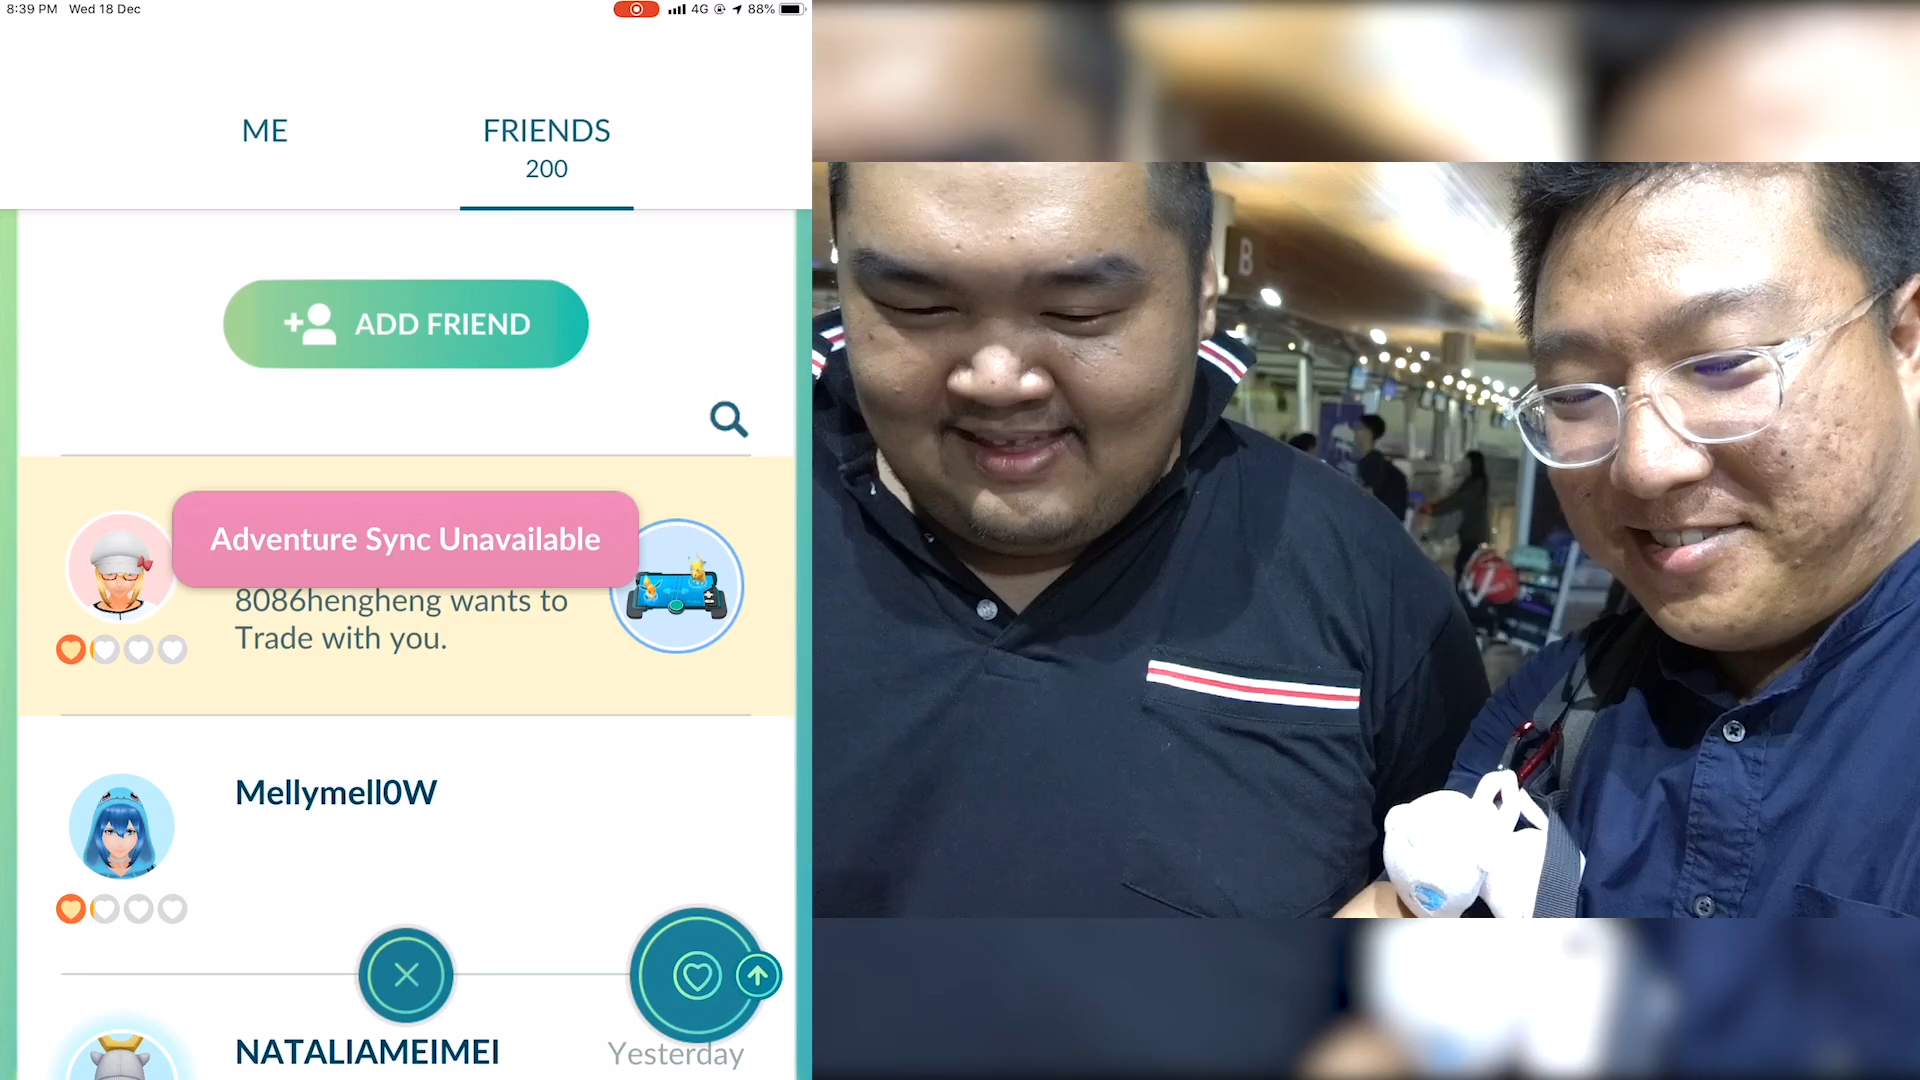 8:39 PM Wed 18 Dec
4G 88%
ME
FRIENDS
200
ADD FRIEND
Adventure Sync Unavailable
8086hengheng wants to
Trade with you.
Mellymell0W
NATALIAMEIMEI
Yesterday
B